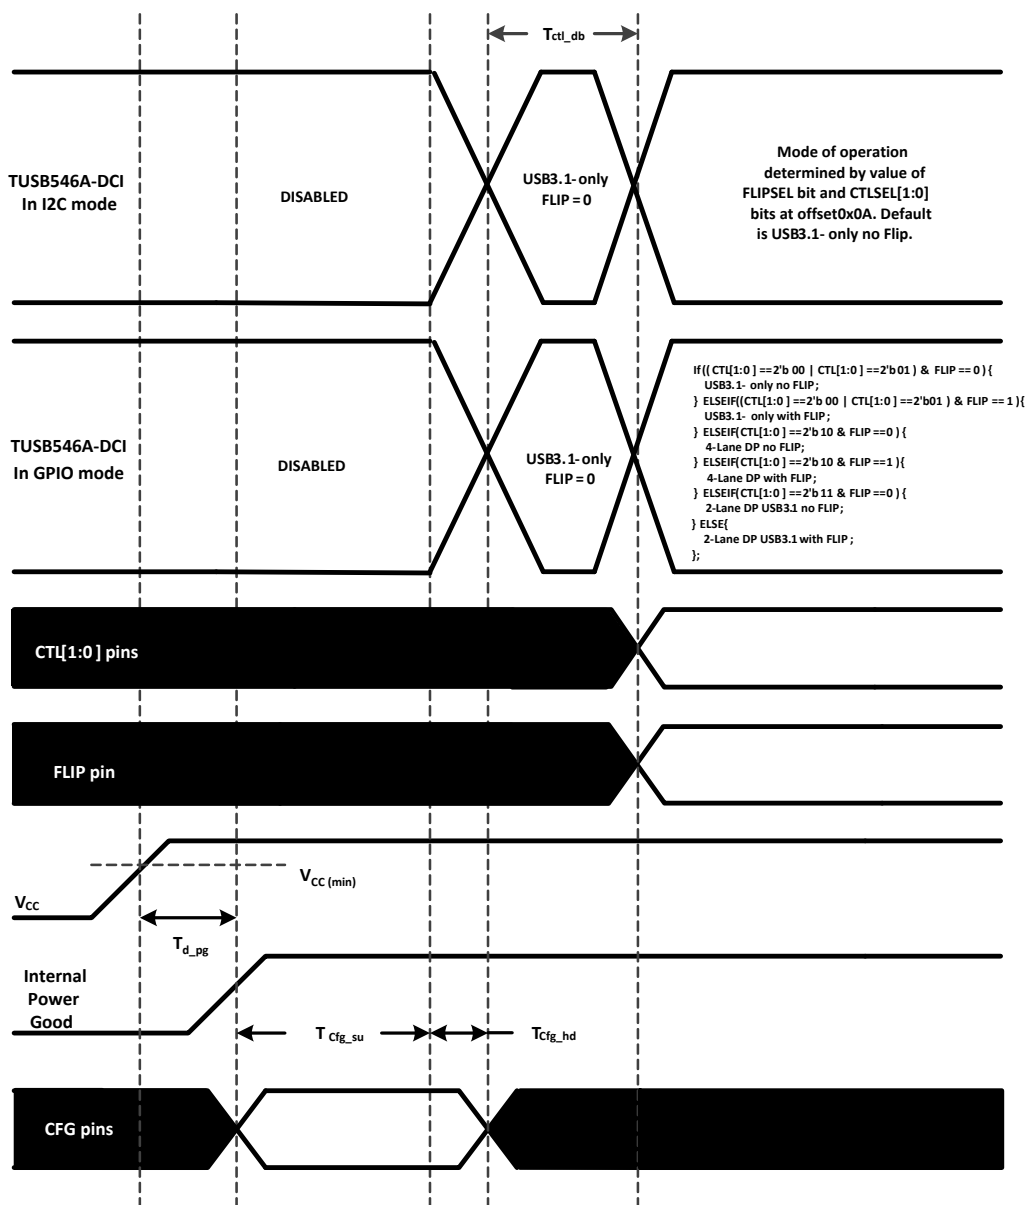 Tctl_db
TUSB546A-DCI
In I2C mode
DISABLED
USB3.1- only
FLIP = 0
Mode of operation
determined by value of
FLIPSEL bit and CTLSEL[1:0]
bits at offset0x0A. Default
is USB3.1- only no Flip.
TUSB546A-DCI
In GPIO mode
DISABLED
USB3.1- only
FLIP = 0
If(( CTL[1:0 ] ==2'b 00 | CTL[1:0 ] ==2'b 01 ) & FLIP == 0 ) {
USB3.1- only no FLIP;
} ELSEIF((CTL[1:0 ] ==2'b 00 | CTL[1:0 ] ==2'b01 ) & FLIP == 1 ){
USB3.1- only with FLIP ;
} ELSEIF(CTL[1:0 ] ==2'b 10 & FLIP ==0 ) {
4-Lane DP no FLIP;
} ELSEIF(CTL[1:0 ] ==2'b 10 & FLIP ==1 ){
4-Lane DP with FLIP ;
} ELSEIF(CTL[1:0 ] ==2'b 11 & FLIP ==0 ) {
2-Lane DP USB3.1 no FLIP;
} ELSE{
2-Lane DP USB3.1 with FLIP ;
};
CTL[1:0 ] pins
FLIP pin
VCC (min)
VCC
Td_pg
Internal
Power
Good
T Cfg_su
TCfg_hd
CFG pins